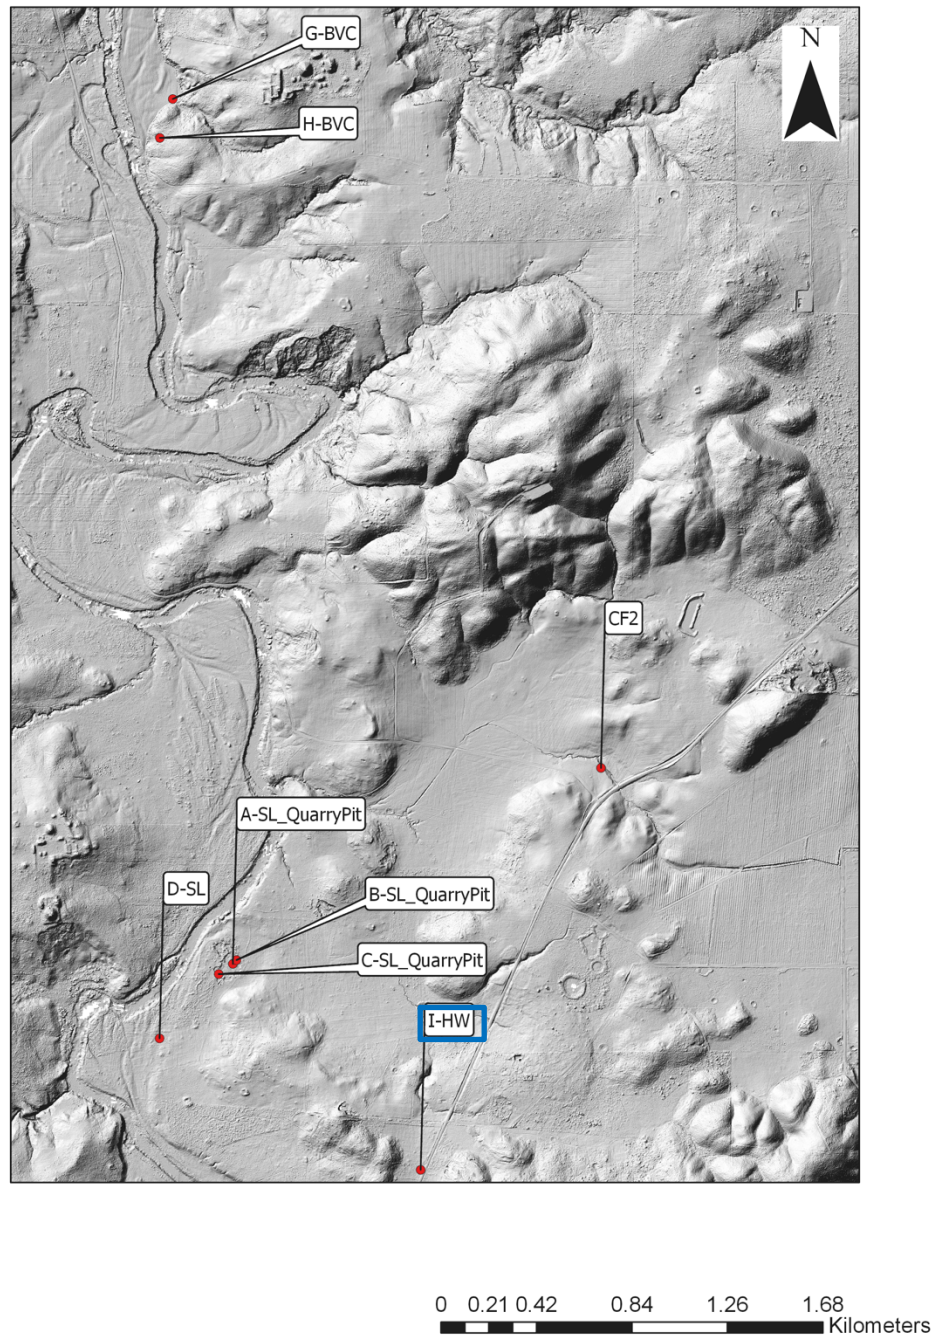 G-BVC
N
H-BVC
CF2
A-SL_QuarryPit
D-SL
B-SL_QuarryPit
C-SL_QuarryPit
I-HW
0 0.21 0.42 0.84 1.26 1.68
Kilometers